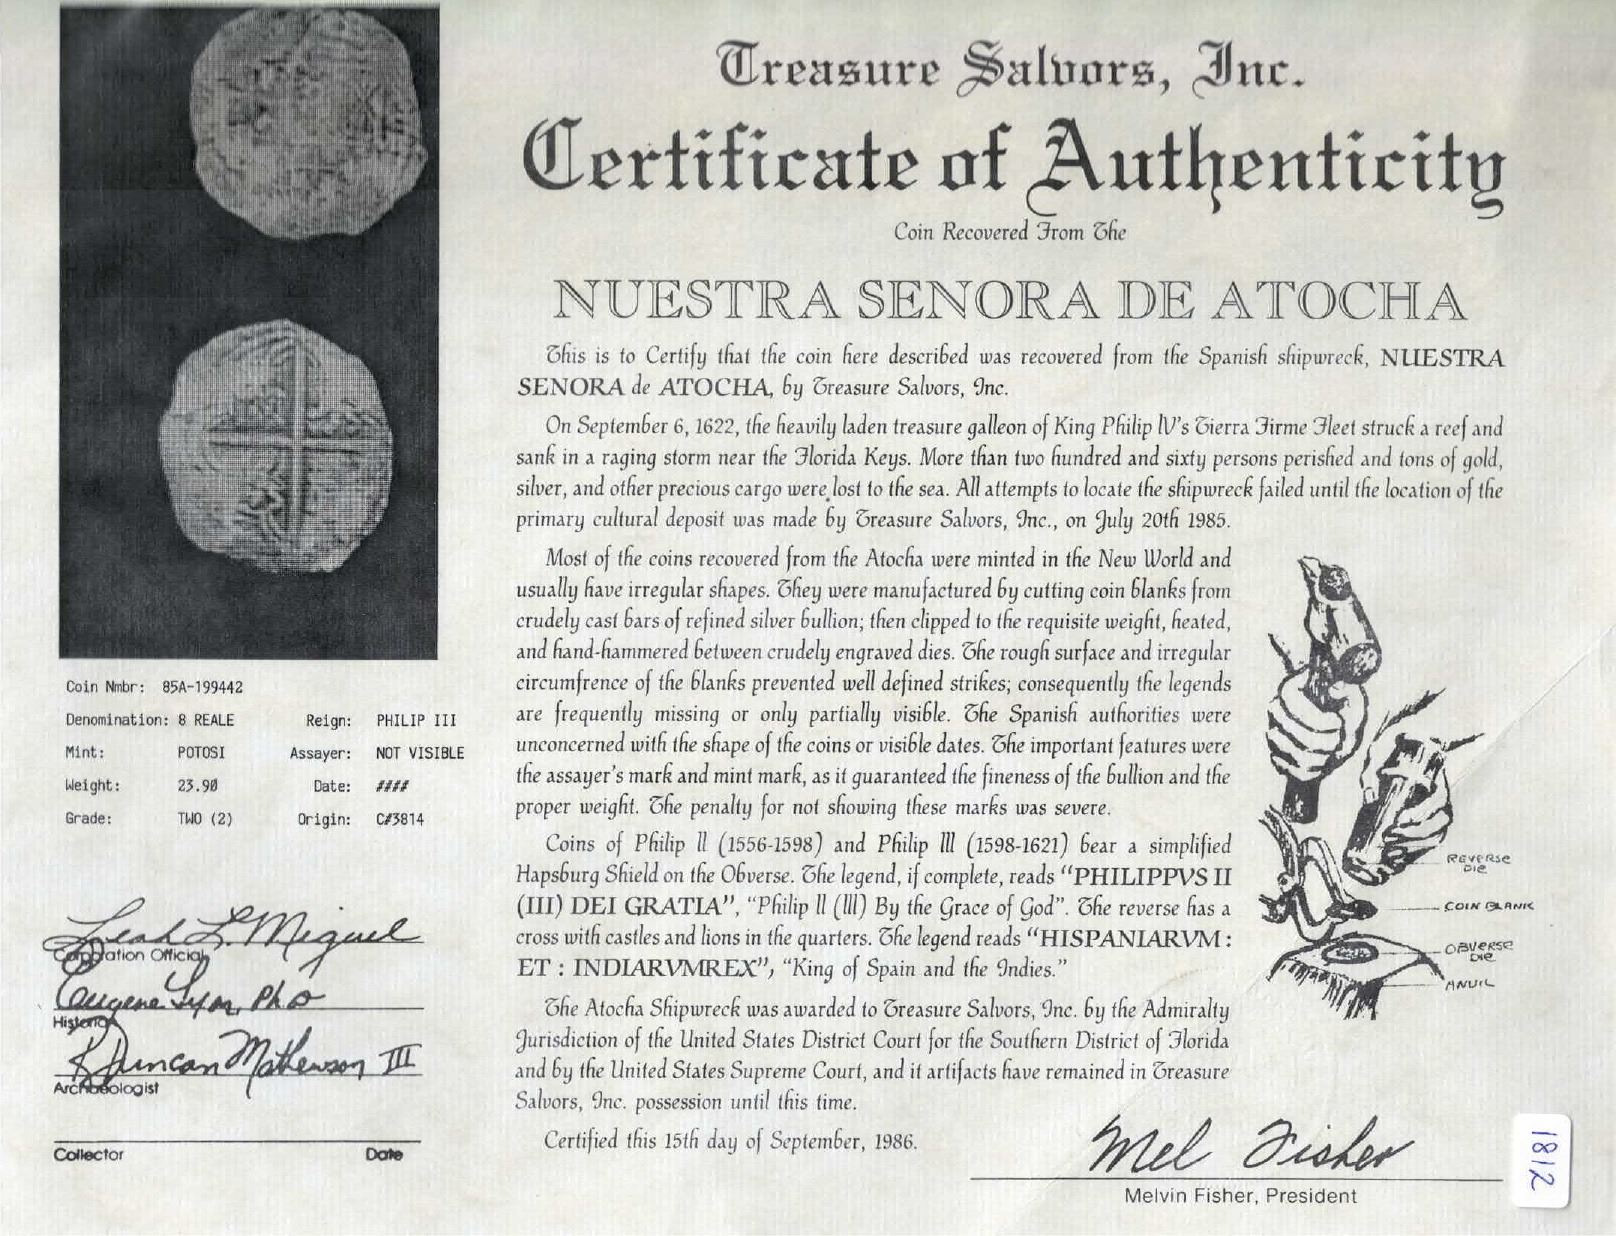 Treasure Salvors, Inc.
Certificate of Authenticity
Coin Recovered From The
NUESTRA SENORA DE ATOCHA
This is to Certify that the coin here described was recovered from the Spanish shipwreck, NUESTRA
SENORA de ATOCHA, by Treasure Salvors, Inc.
On September 6, 1622, the heavily laden treasure galleon of King Philip IV's Tierra Firme Fleet struck a reef and
sank in a raging storm near the Florida Keys. More than two hundred and sixty persons perished and tons of gold,
silver, and other precious cargo were lost to the sea. All attempts to locate the shipwreck failed until the location of the
primary cultural deposit was made by Treasure Salvors, Inc., on July 20th 1985.
Most of the coins recovered from the Atocha were minted in the New World and
usually have irregular shapes. They were manufactured by cutting coin blanks from
crudely cast bars of refined silver bullion; then clipped to the requisite weight, heated,
and hand-hammered between crudely engraved dies. The rough surface and irregular
circumfrence of the blanks prevented well defined strikes; consequently the legends
are frequently missing or only partially visible. The Spanish authorities were
unconcerned with the shape of the coins or visible dates. The important features were
the assayer's mark and mint mark, as it guaranteed the fineness of the bullion and the
proper weight. The penalty for not showing these marks was severe.
Coins of Philip II (1556-1598) and Philip III (1598-1621) bear a simplified
Hapsburg Shield on the Obverse. The legend, if complete, reads "PHILIPPVS II
(III) DEI GRATIA", "Philip II (III) By the Grace of God". The reverse has a
cross with castles and lions in the quarters. The legend reads "HISPANIARVM :
ET : INDIARVMREX", "King of Spain and the Indies."
The Atocha Shipwreck was awarded to Treasure Salvors, Inc. by the Admiralty
Jurisdiction of the United States District Court for the Southern District of Florida
and by the United States Supreme Court, and it artifacts have remained in Treasure
Salvors, Inc. possession until this time.
Certified this 15th day of September, 1986.
REVERSE
DIE
COIN BLANK
OBVERSE
DIE
ANVIL
Mel Fisher
Melvin Fisher, President
1812
Coin Nmbr: 85A-199442
Denomination: 8 REALE Reign: PHILIP III
Mint: POTOSI Assayer: NOT VISIBLE
Weight: 23.90 Date: ####
Grade: TWO (2) Origin: C#3814
Leah L. Miguel
Corporation Official
Eugene Lyon, Ph D
Historian
R Duncan Mathewson III
Archaeologist
Collector Date